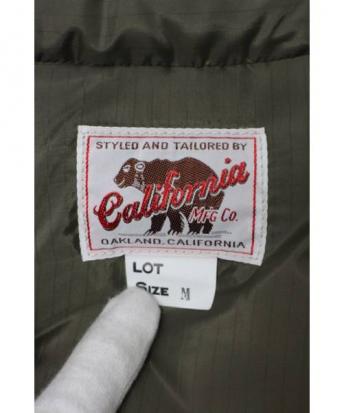 STYLED AND TAILORED BY
California
MFG Co.
OAKLAND, CALIFORNIA
LOT
SIZE M